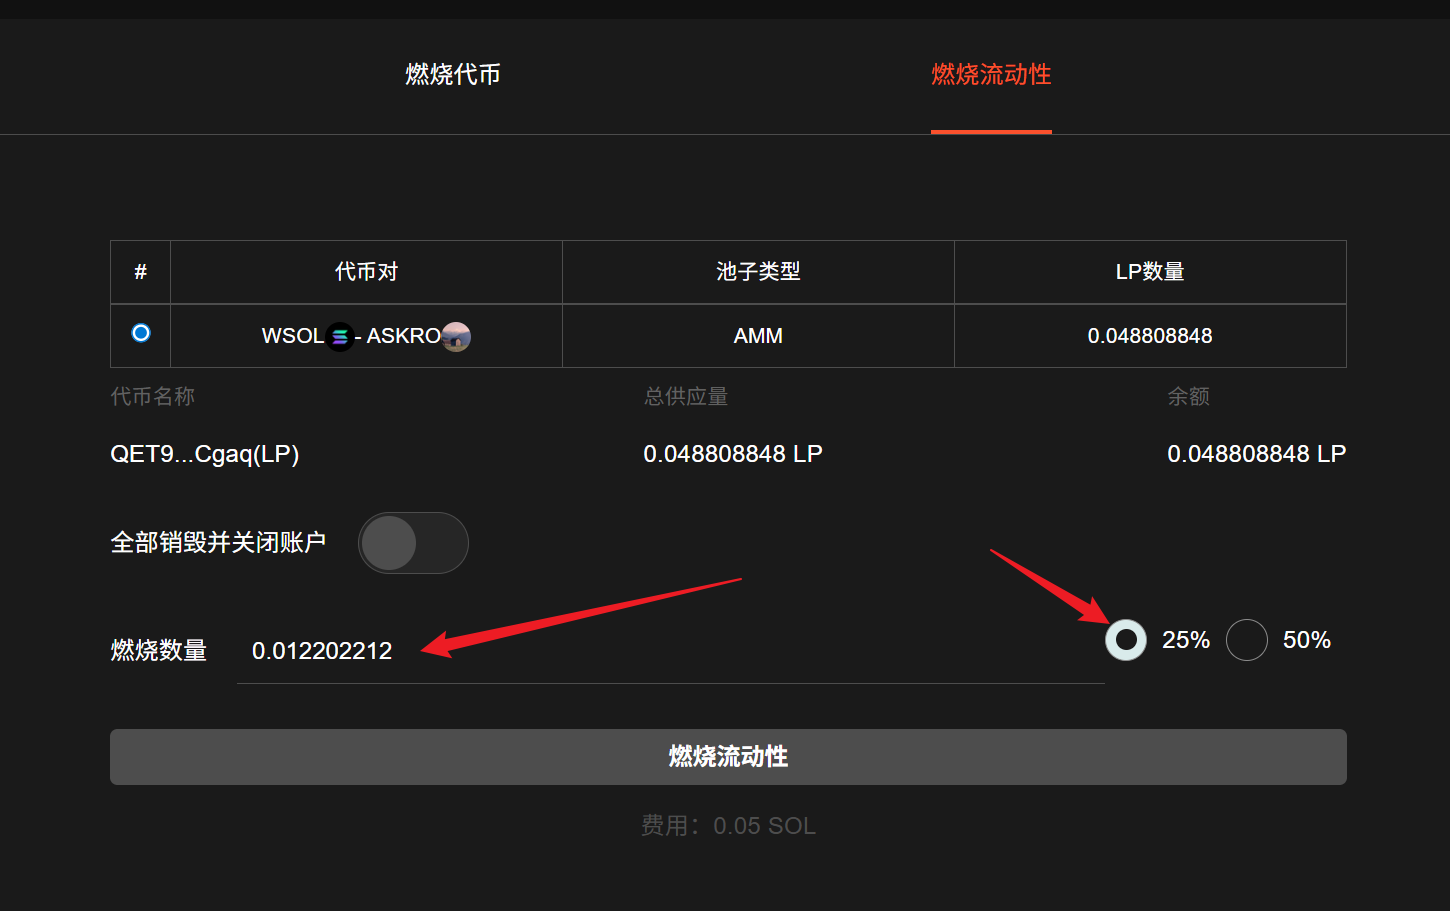 燃烧代币 燃烧流动性
# 代币对 池子类型 LP数量
WSOL - ASKRO AMM 0.048808848
代币名称 总供应量 余额
QET9...Cgaq(LP) 0.048808848 LP 0.048808848 LP
全部销毁并关闭账户
燃烧数量 0.012202212 25% 50%
燃烧流动性
费用：0.05 SOL